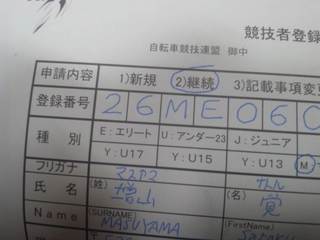 競技者登録
自転車競技連盟 御中
申請内容 1)新規 2)継続 3)記載事項変更
登録番号 26ME060
種別 E:エリート U:アンダー23 J:ジュニア
Y:U17 Y:U15 Y:U13 M
フリガナ マスヤマ
氏名 (姓) 増山 (名) 覚
Name (SURNAME) MASUYAMA (FirstName)